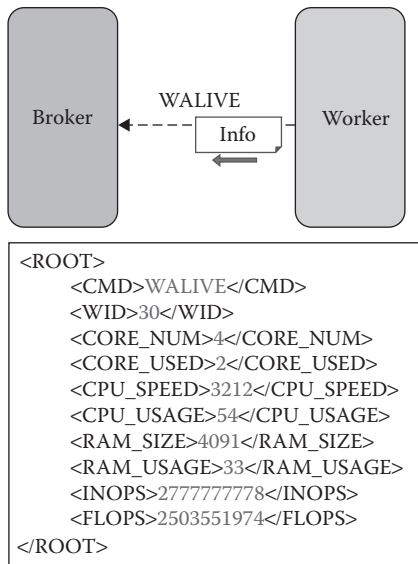 WALIVE
Broker
Worker
Info
<ROOT>
<CMD>WALIVE</CMD>
<WID>30</WID>
<CORE_NUM>4</CORE_NUM>
<CORE_USED>2</CORE_USED>
<CPU_SPEED>3212</CPU_SPEED>
<CPU_USAGE>54</CPU_USAGE>
<RAM_SIZE>4091</RAM_SIZE>
<RAM_USAGE>33</RAM_USAGE>
<INOPS>2777777778</INOPS>
<FLOPS>2503551974</FLOPS>
</ROOT>